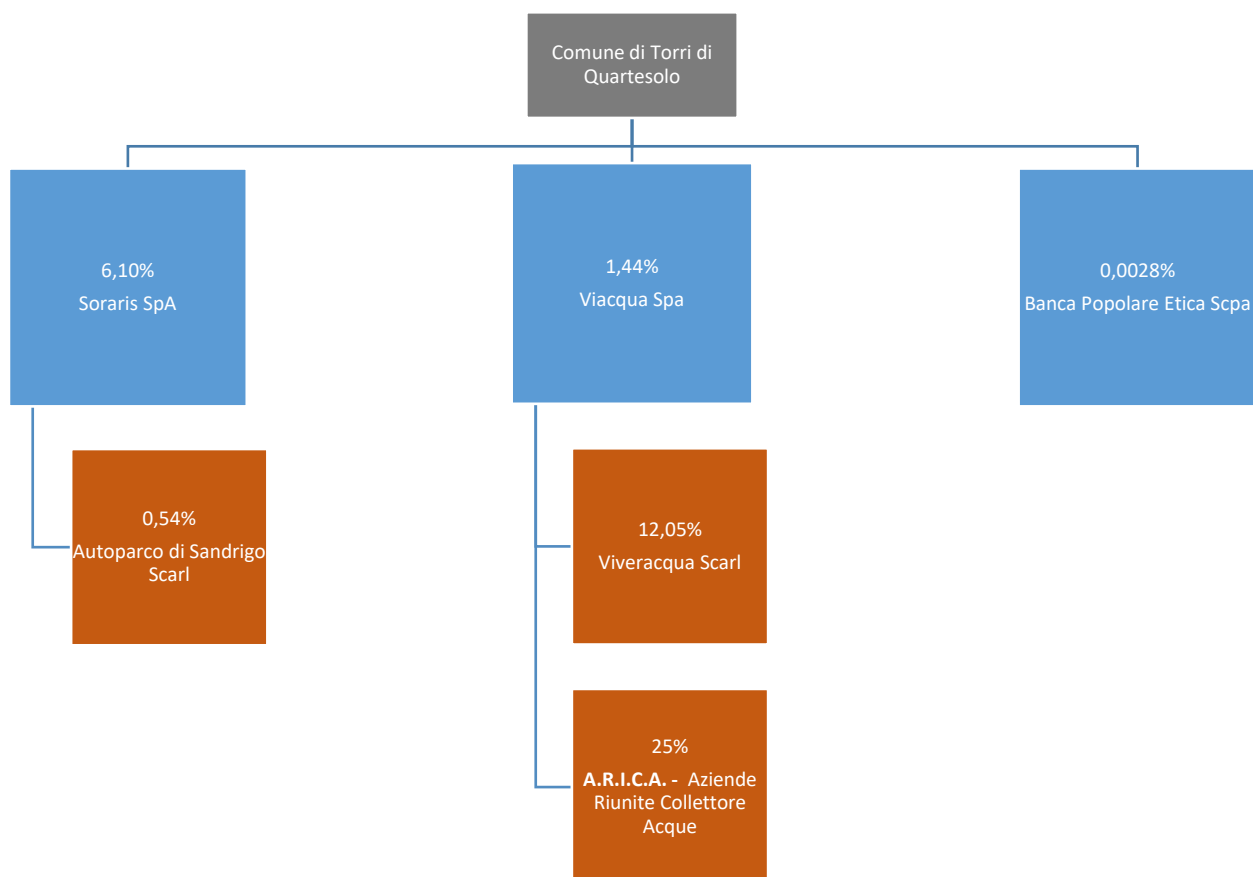 Comune di Torri di
Quartesolo
6,10%
Soraris SpA
1,44%
Viacqua Spa
0,0028%
Banca Popolare Etica Scpa
0,54%
Autoparco di Sandrigo
Scarl
12,05%
Viveracqua Scarl
25%
A.R.I.C.A. - Aziende
Riunite Collettore
Acque